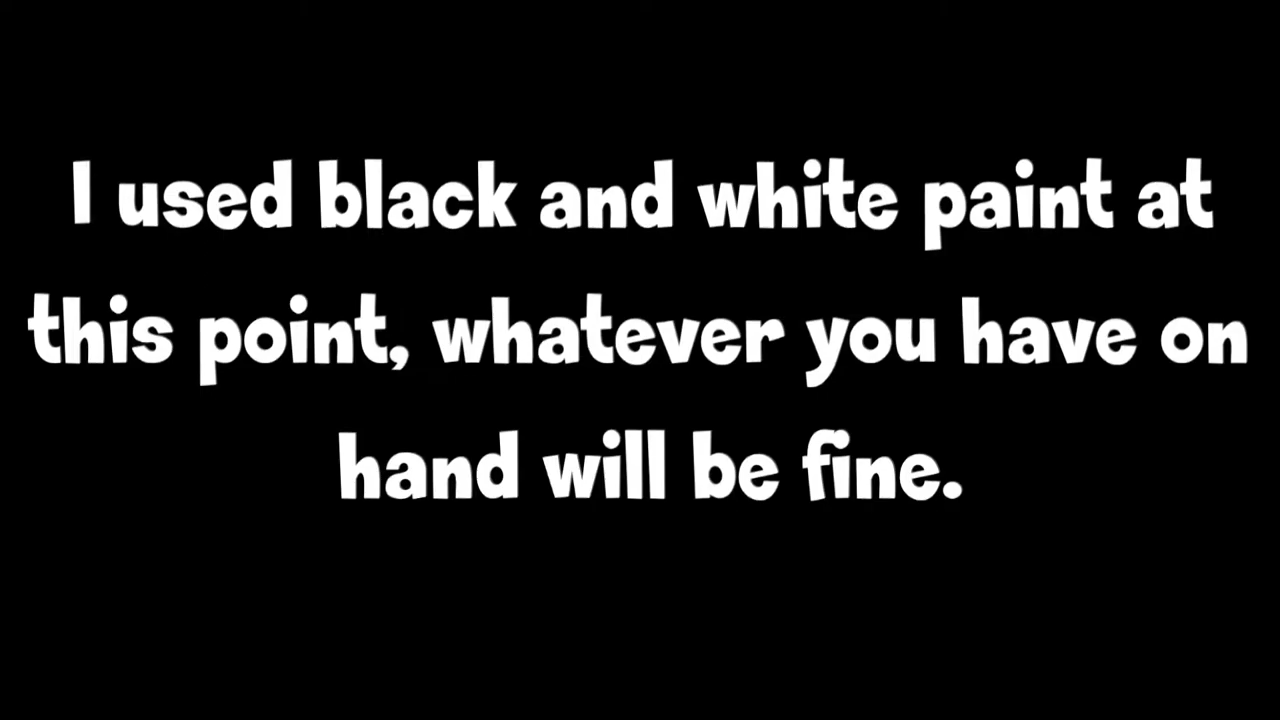 I used black and white paint at
this point, whatever you have on
hand will be fine.